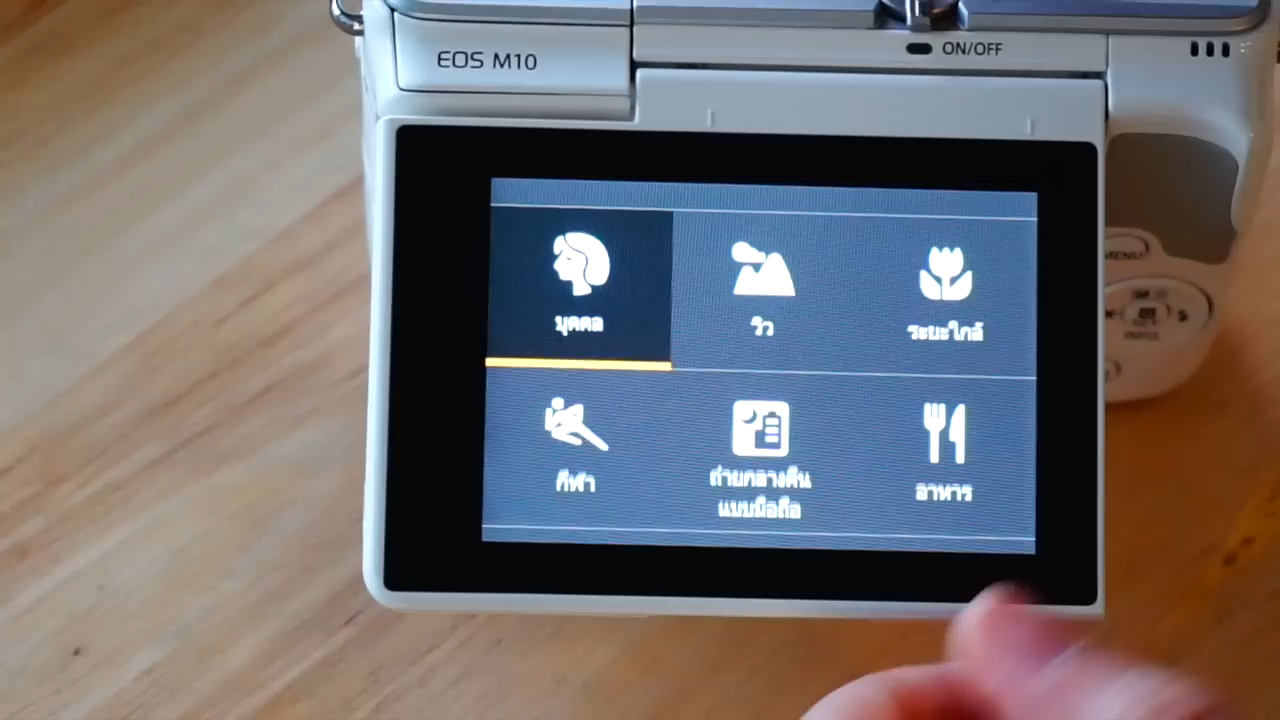 EOS M10
ON/OFF
MENU
บุคคล
วิว
ระยะใกล้
กีฬา
ถ่ายกลางคืน
แบบมือถือ
อาหาร
INFO